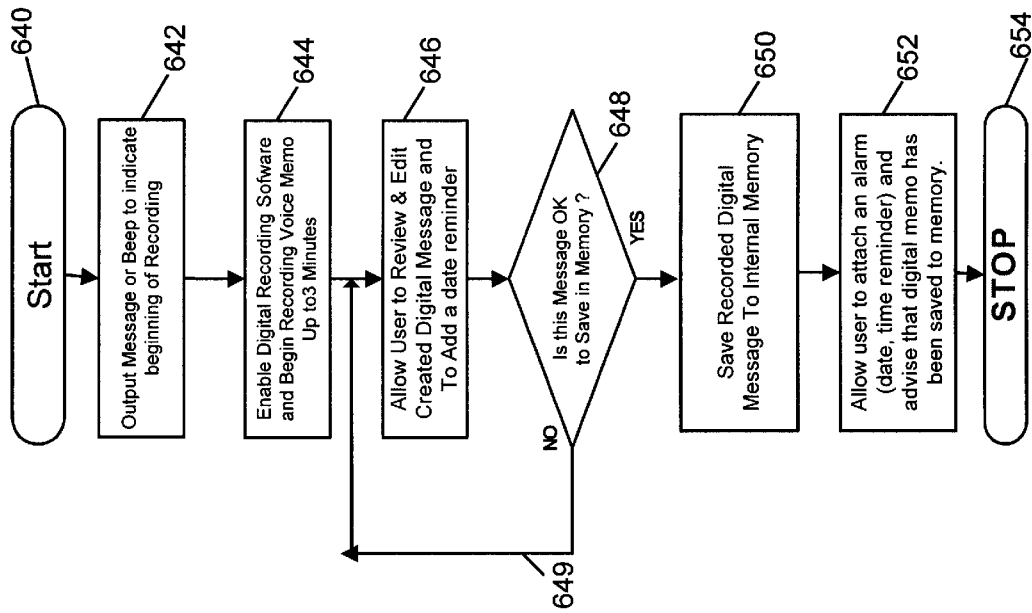 Start
640
Output Message or Beep to indicate
beginning of Recording
642
Enable Digital Recording Sofware
and Begin Recording Voice Memo
Up to3 Minutes
644
Allow User to Review & Edit
Created Digital Message and
To Add a date reminder
646
Is this Message OK
to Save in Memory ?
648
NO
649
YES
Save Recorded Digital
Message To Internal Memory
650
Allow user to attach an alarm
(date, time reminder) and
advise that digital memo has
been saved to memory.
652
STOP
654